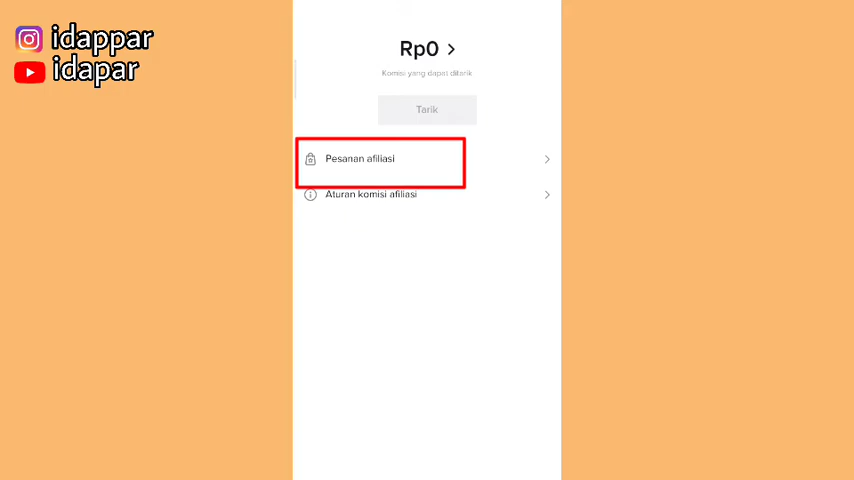 idappar
idapar
Rp0
Komisi yang dapat ditarik
Tarik
Pesanan afiliasi
Aturan komisi afiliasi